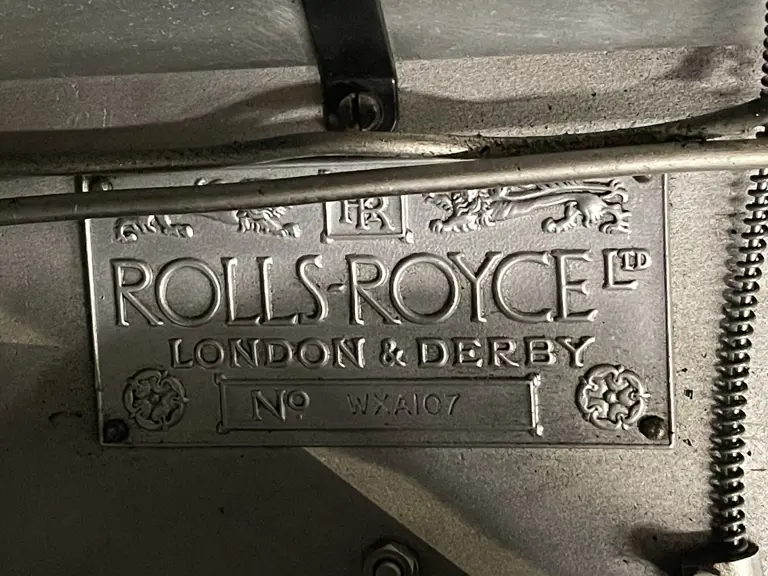 RR
ROLLS-ROYCE LTD
LONDON & DERBY
No WXA107